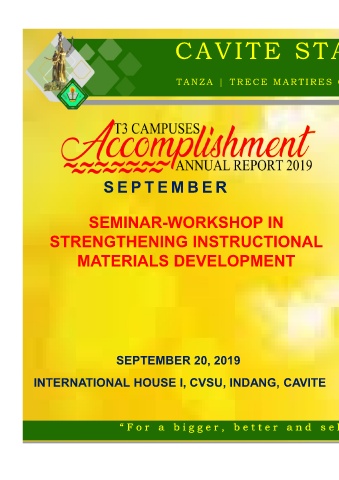 CAVITE STA
TANZA | TRECE MARTIRES
T3 CAMPUSES
Accomplishment
ANNUAL REPORT 2019
SEPTEMBER
SEMINAR-WORKSHOP IN
STRENGTHENING INSTRUCTIONAL
MATERIALS DEVELOPMENT
SEPTEMBER 20, 2019
INTERNATIONAL HOUSE I, CVSU, INDANG, CAVITE
"For a bigger, better and sel